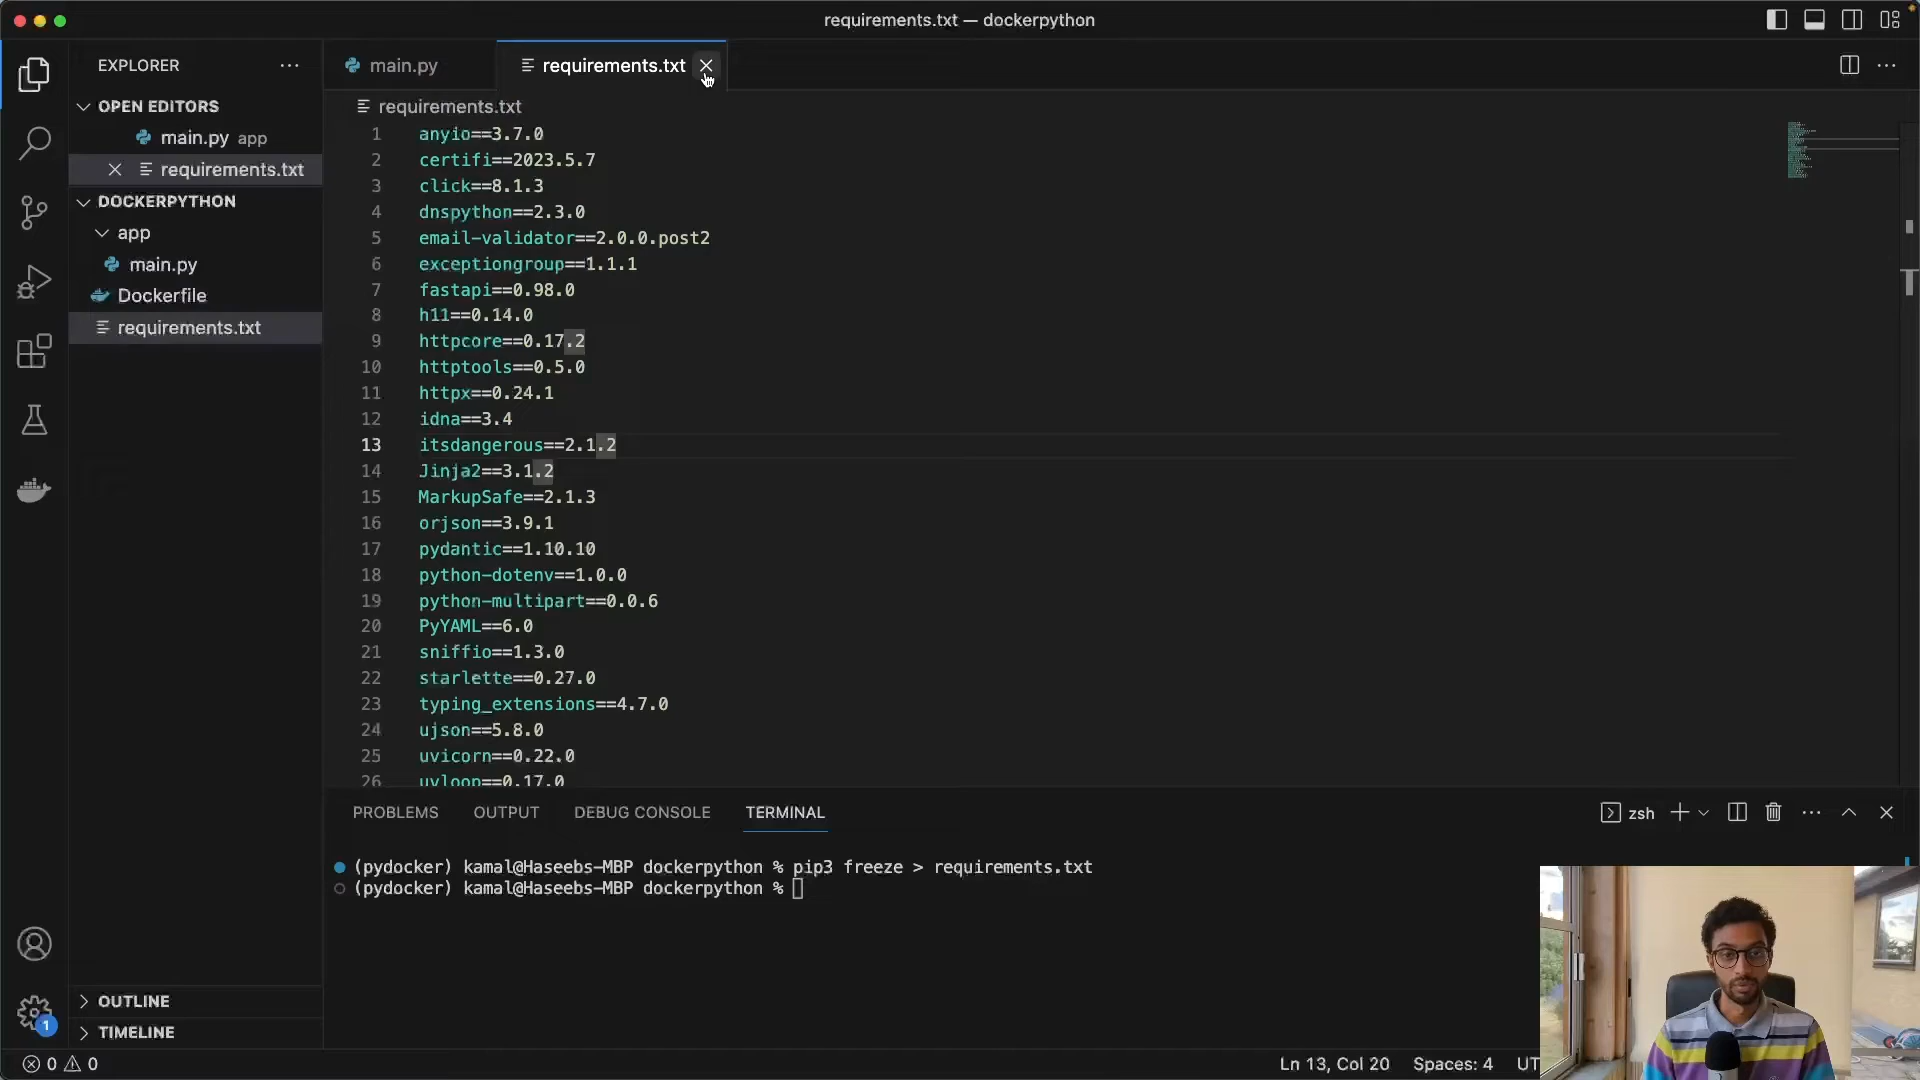 requirements.txt — dockerpython
EXPLORER
OPEN EDITORS
main.py app
requirements.txt
DOCKERPYTHON
app
main.py
Dockerfile
requirements.txt
OUTLINE
TIMELINE
main.py
requirements.txt
requirements.txt
1 anyio==3.7.0
2 certifi==2023.5.7
3 click==8.1.3
4 dnspython==2.3.0
5 email-validator==2.0.0.post2
6 exceptiongroup==1.1.1
7 fastapi==0.98.0
8 h11==0.14.0
9 httpcore==0.17.2
10 httptools==0.5.0
11 httpx==0.24.1
12 idna==3.4
13 itsdangerous==2.1.2
14 Jinja2==3.1.2
15 MarkupSafe==2.1.3
16 orjson==3.9.1
17 pydantic==1.10.10
18 python-dotenv==1.0.0
19 python-multipart==0.0.6
20 PyYAML==6.0
21 sniffio==1.3.0
22 starlette==0.27.0
23 typing_extensions==4.7.0
24 ujson==5.8.0
25 uvicorn==0.22.0
26 uvloop==0.17.0
PROBLEMS OUTPUT DEBUG CONSOLE TERMINAL
zsh
(pydocker) kamal@Haseebs-MBP dockerpython % pip3 freeze > requirements.txt
(pydocker) kamal@Haseebs-MBP dockerpython %
1
0 0
Ln 13, Col 20 Spaces: 4 UT